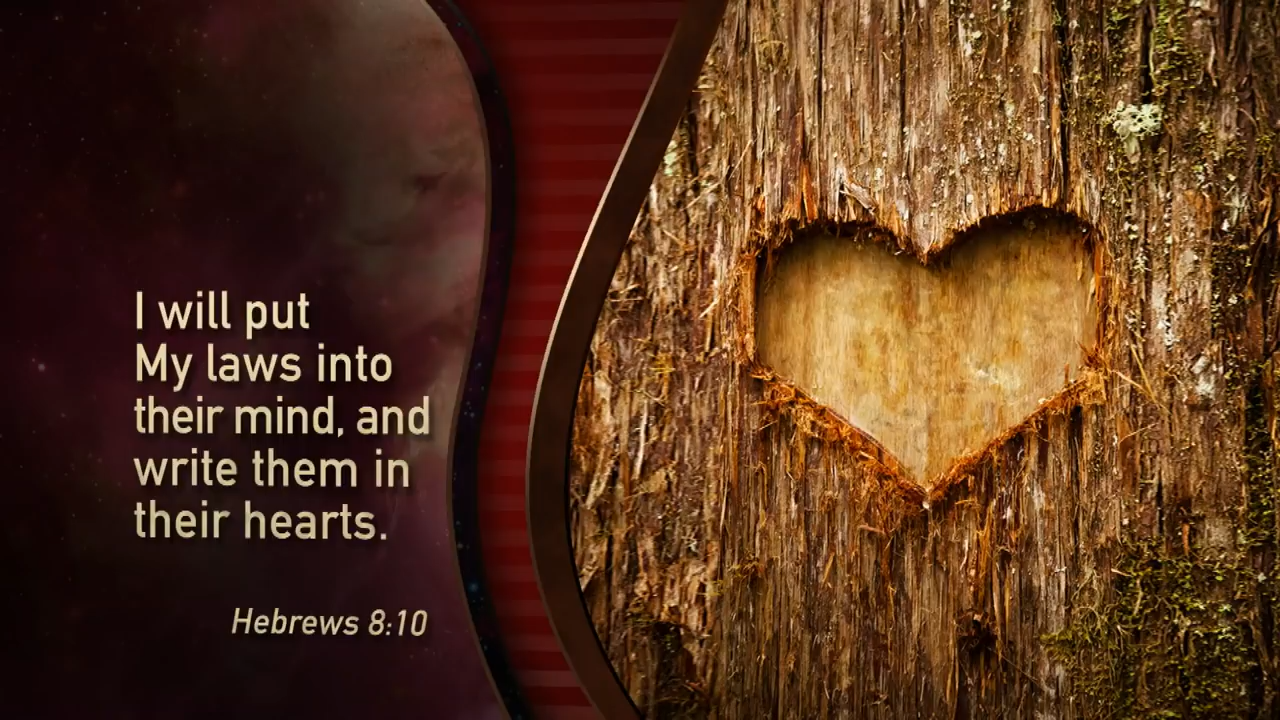 I will put
My laws into
their mind, and
write them in
their hearts.
Hebrews 8:10